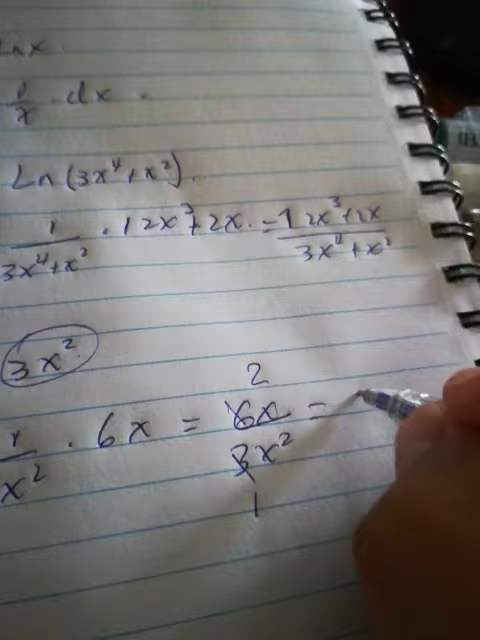 Lnx.
1/x · dx.
Ln (3x⁴+x²).
1/(3x⁴+x²) · 12x³+2x. = (12x³+2x)/(3x⁴+x²)
3x².
1/x² · 6x = 6x/3x² =
2
1